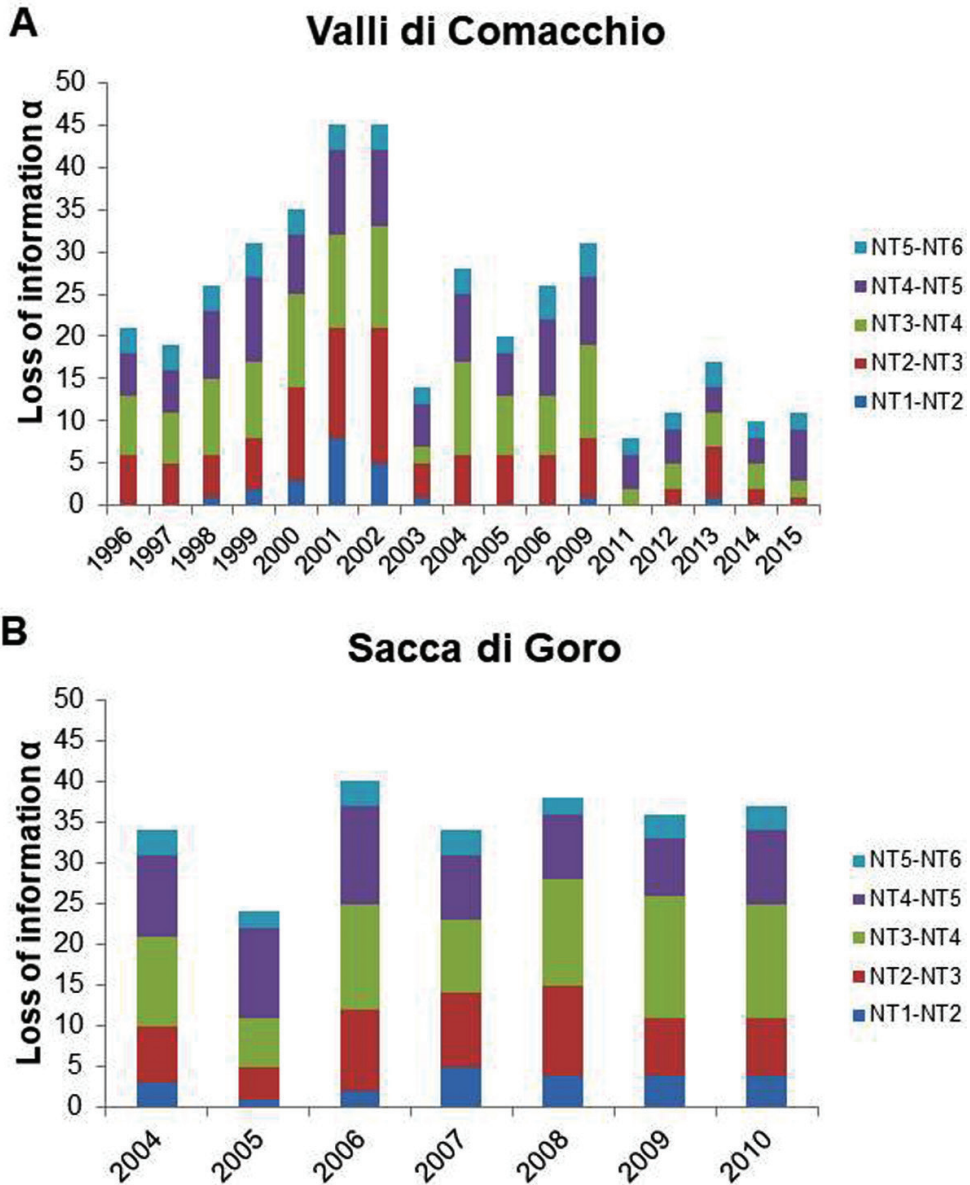 A
Valli di Comacchio
Loss of information α
50
45
40
35
30
25
20
15
10
5
0
1996
1997
1998
1999
2000
2001
2002
2003
2004
2005
2006
2009
2011
2012
2013
2014
2015
NT5-NT6
NT4-NT5
NT3-NT4
NT2-NT3
NT1-NT2
B
Sacca di Goro
Loss of information α
50
45
40
35
30
25
20
15
10
5
0
2004
2005
2006
2007
2008
2009
2010
NT5-NT6
NT4-NT5
NT3-NT4
NT2-NT3
NT1-NT2